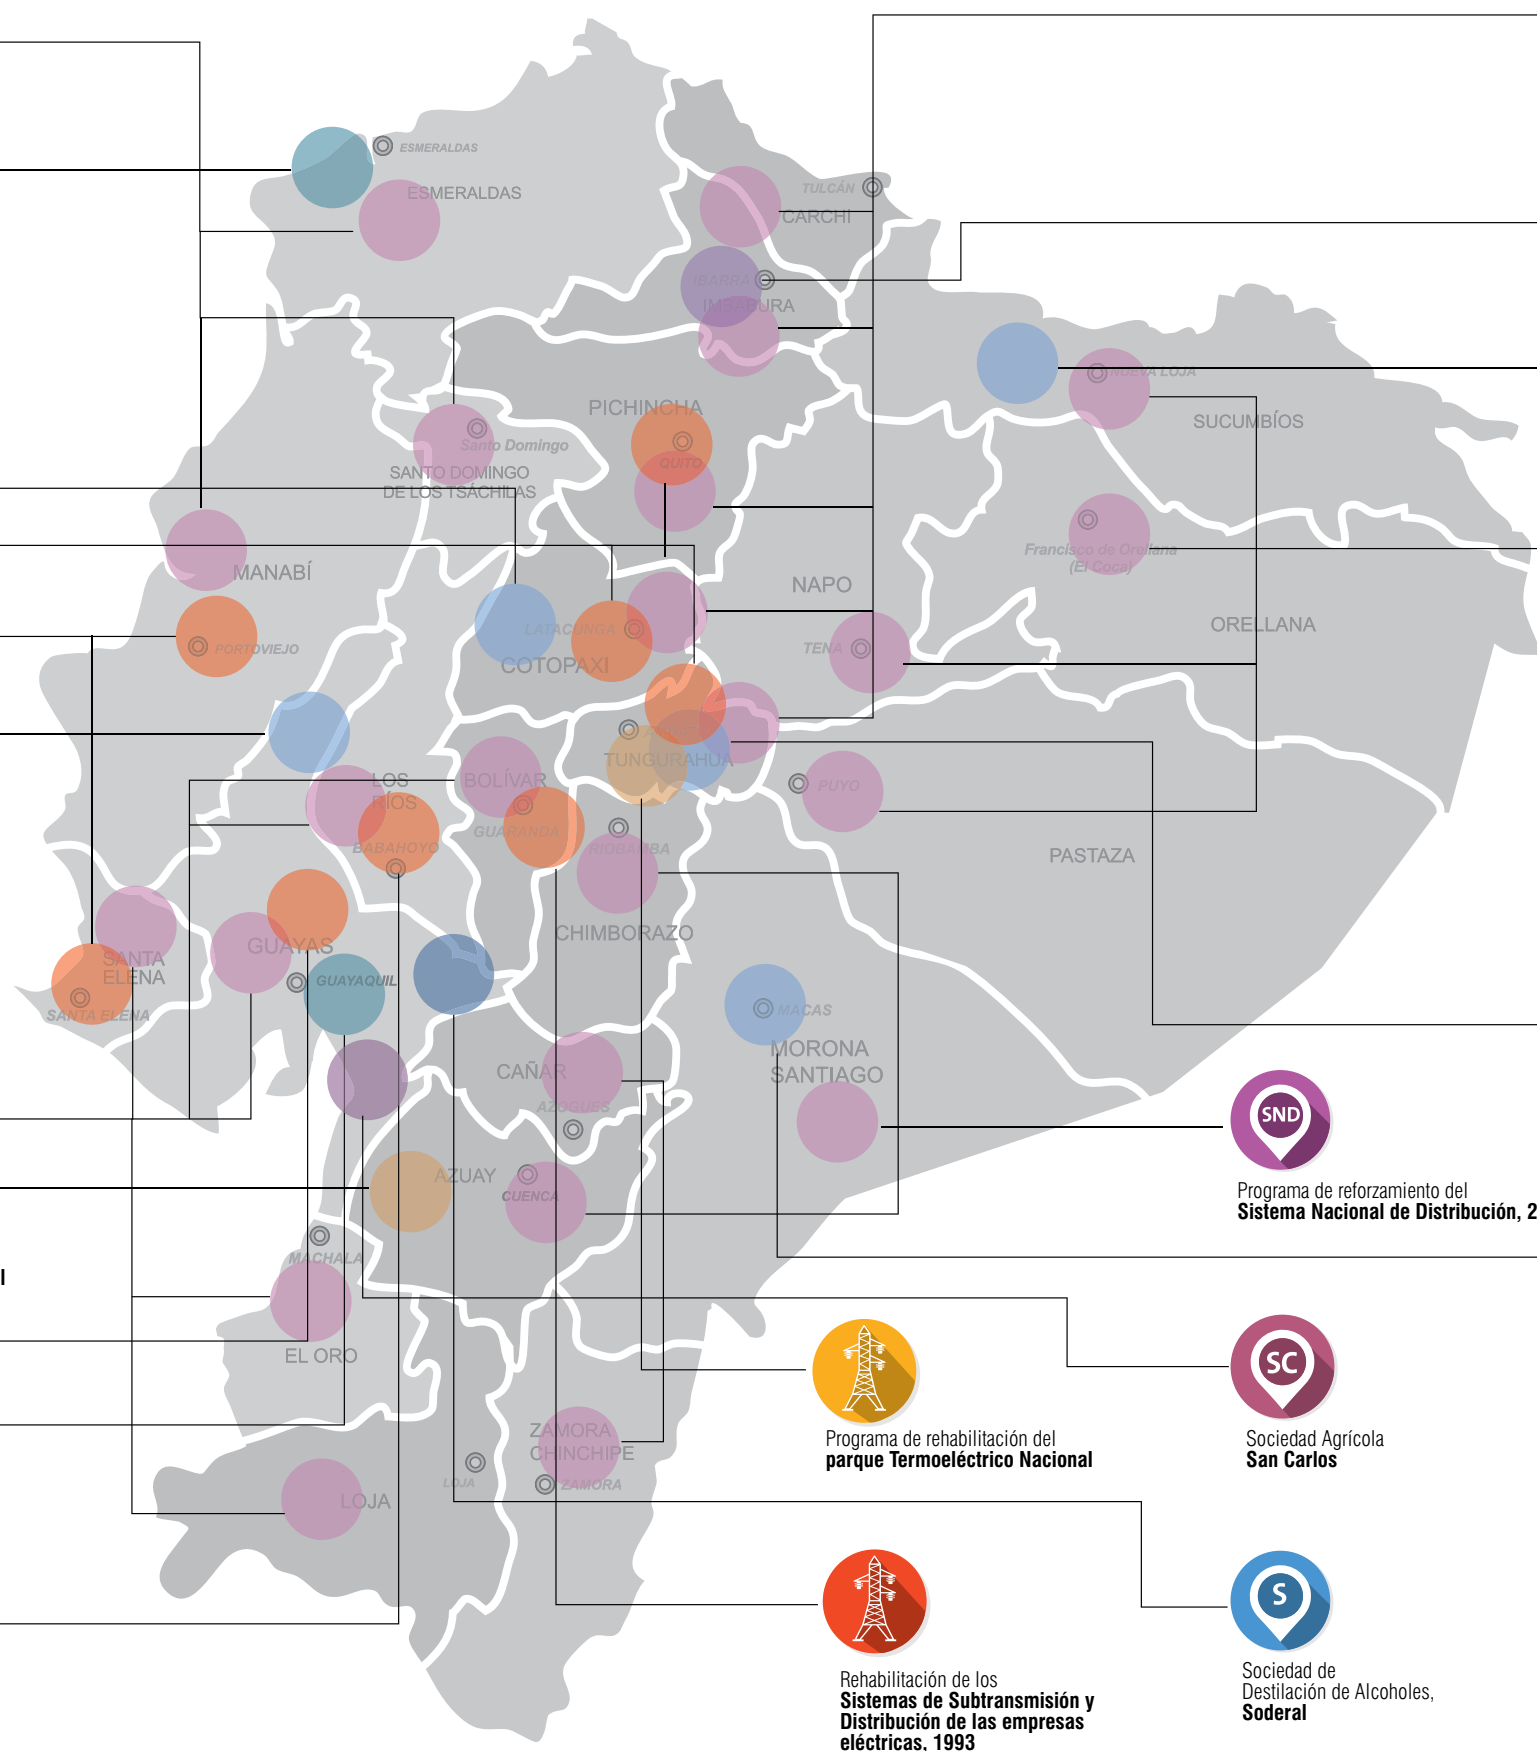 ESMERALDAS
ESMERALDAS
TULCÁN
CARCHI
IBARRA
IMBABURA
PICHINCHA
QUITO
NUEVA LOJA
SUCUMBÍOS
Santo Domingo
SANTO DOMINGO
DE LOS TSÁCHILAS
Francisco de Orellana
(El Coca)
ORELLANA
MANABÍ
PORTOVIEJO
NAPO
TENA
LATACUNGA
COTOPAXI
TUNGURAHUA
LOS
RÍOS
BABAHOYO
BOLÍVAR
GUARANDA
RIOBAMBA
CHIMBORAZO
PUYO
PASTAZA
SANTA
ELENA
SANTA ELENA
GUAYAS
GUAYAQUIL
MACAS
MORONA
SANTIAGO
CAÑAR
AZOGUES
AZUAY
CUENCA
MACHALA
EL ORO
LOJA
LOJA
ZAMORA
CHINCHIPE
ZAMORA
l
SND
Programa de reforzamiento del
Sistema Nacional de Distribución, 2
Programa de rehabilitación del
parque Termoeléctrico Nacional
SC
Sociedad Agrícola
San Carlos
Rehabilitación de los
Sistemas de Subtransmisión y
Distribución de las empresas
eléctricas, 1993
S
Sociedad de
Destilación de Alcoholes,
Soderal